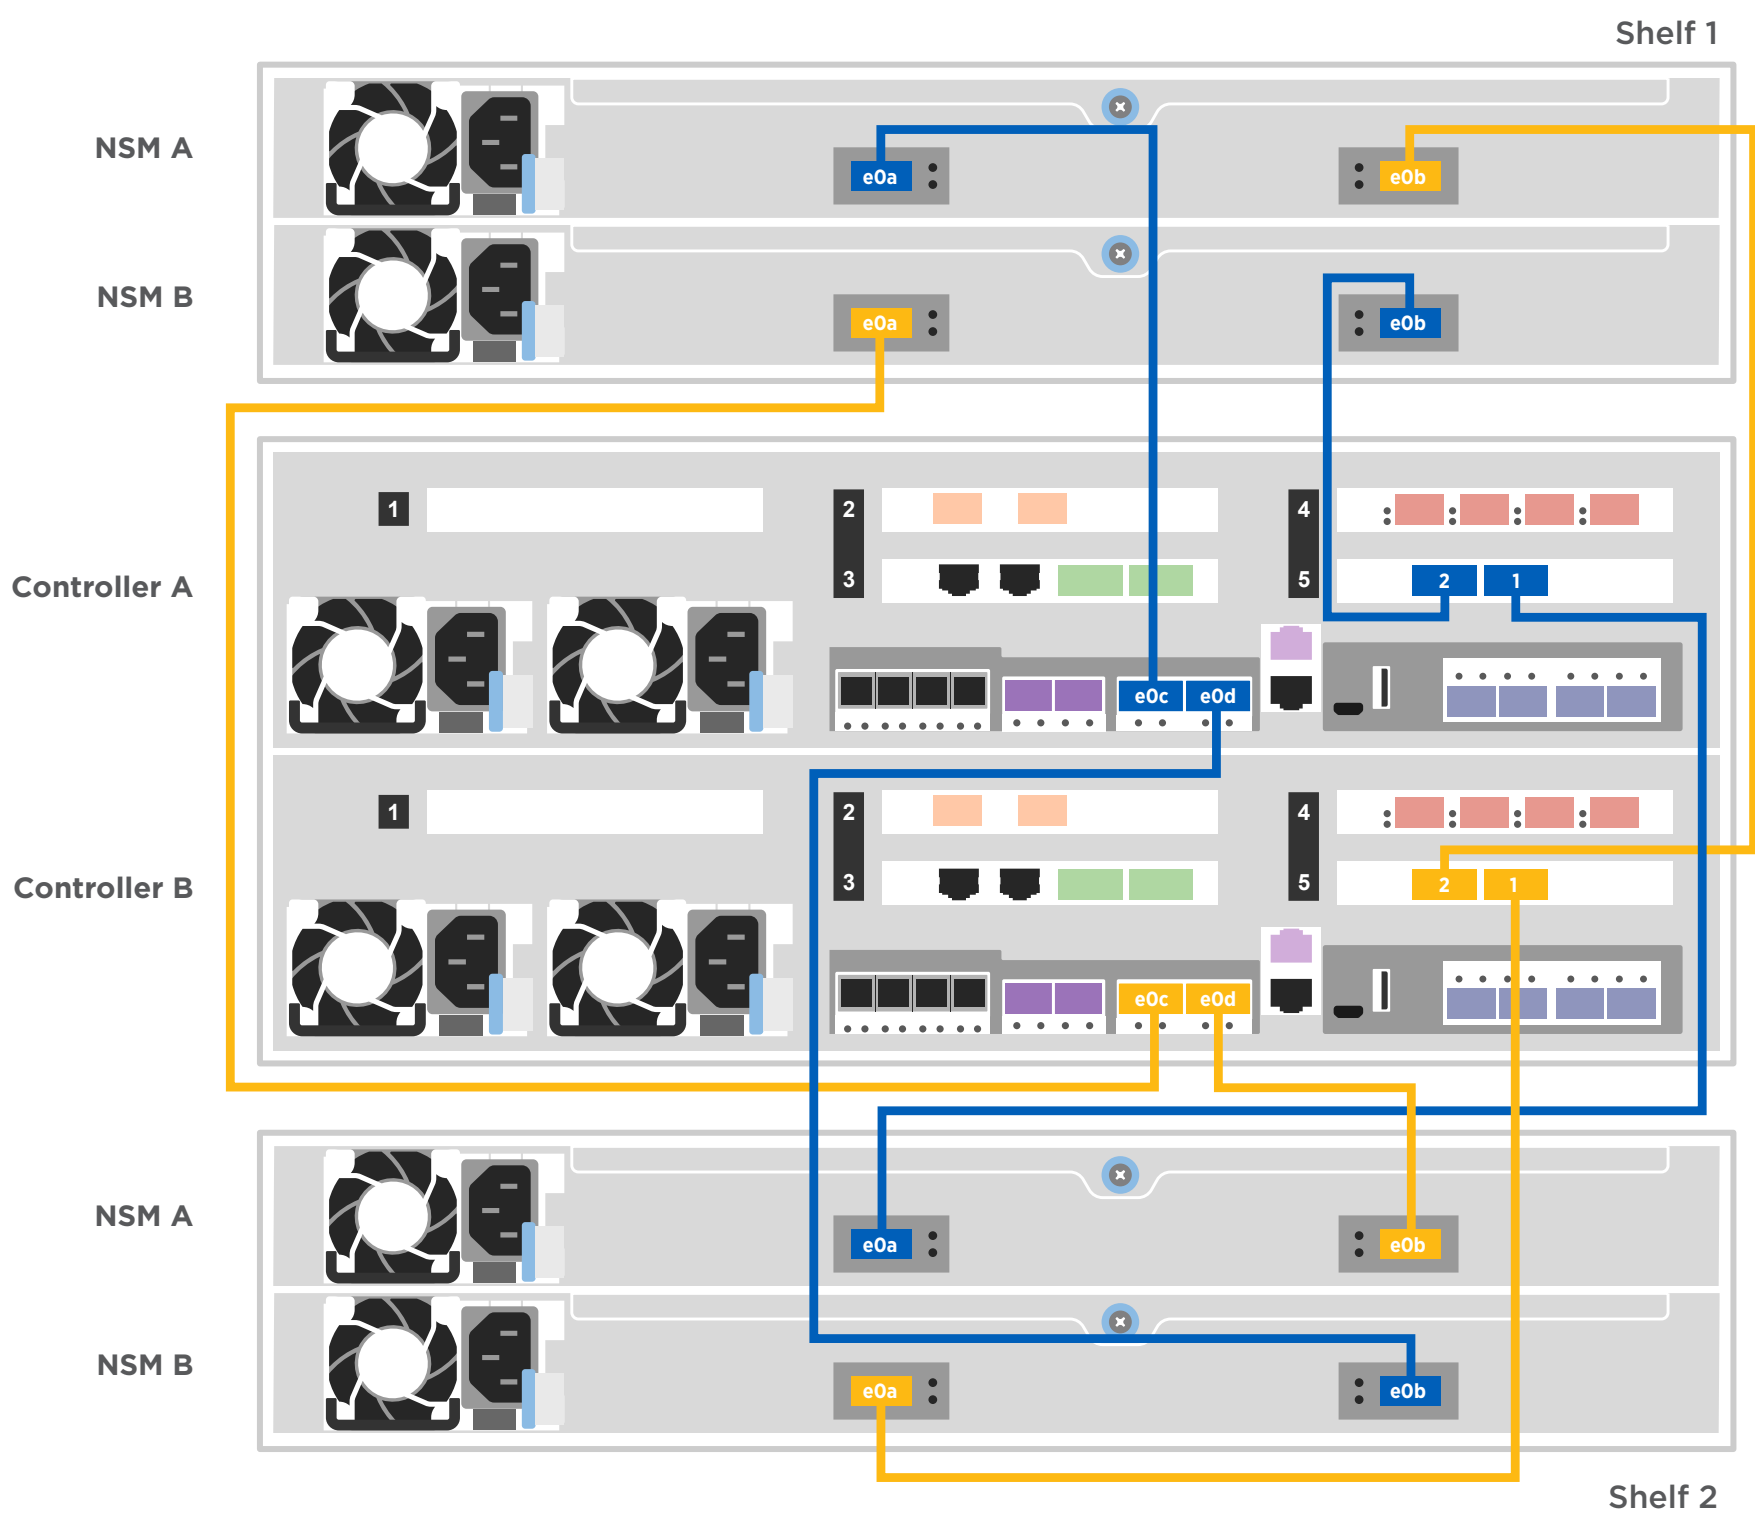 Shelf 1
NSM A
e0a e0b
NSM B
e0a e0b
1 2 4
Controller A
3 5 2 1
e0c e0d
1 2 4
Controller B
3 5 2 1
e0c e0d
NSM A
e0a e0b
NSM B
e0a e0b
Shelf 2